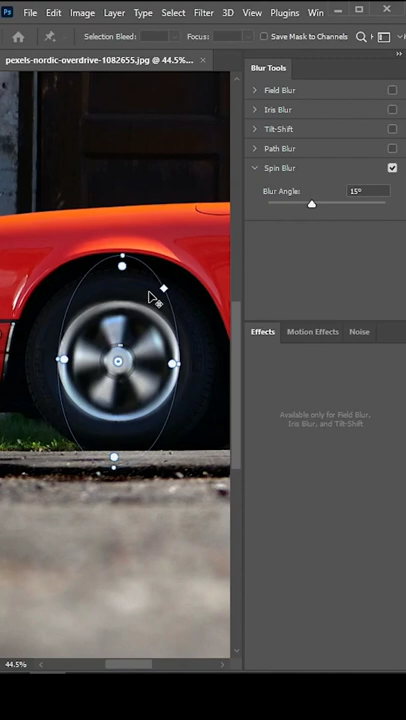 Ps File Edit Image Layer Type Select Filter 3D View Plugins Win
Selection Bleed: Focus: Save Mask to Channels
pexels-nordic-overdrive-1082655.jpg @ 44.5%...
Blur Tools
Field Blur
Iris Blur
Tilt-Shift
Path Blur
Spin Blur
Blur Angle: 15°
Effects Motion Effects Noise
Available only for Field Blur,
Iris Blur, and Tilt-Shift
44.5%